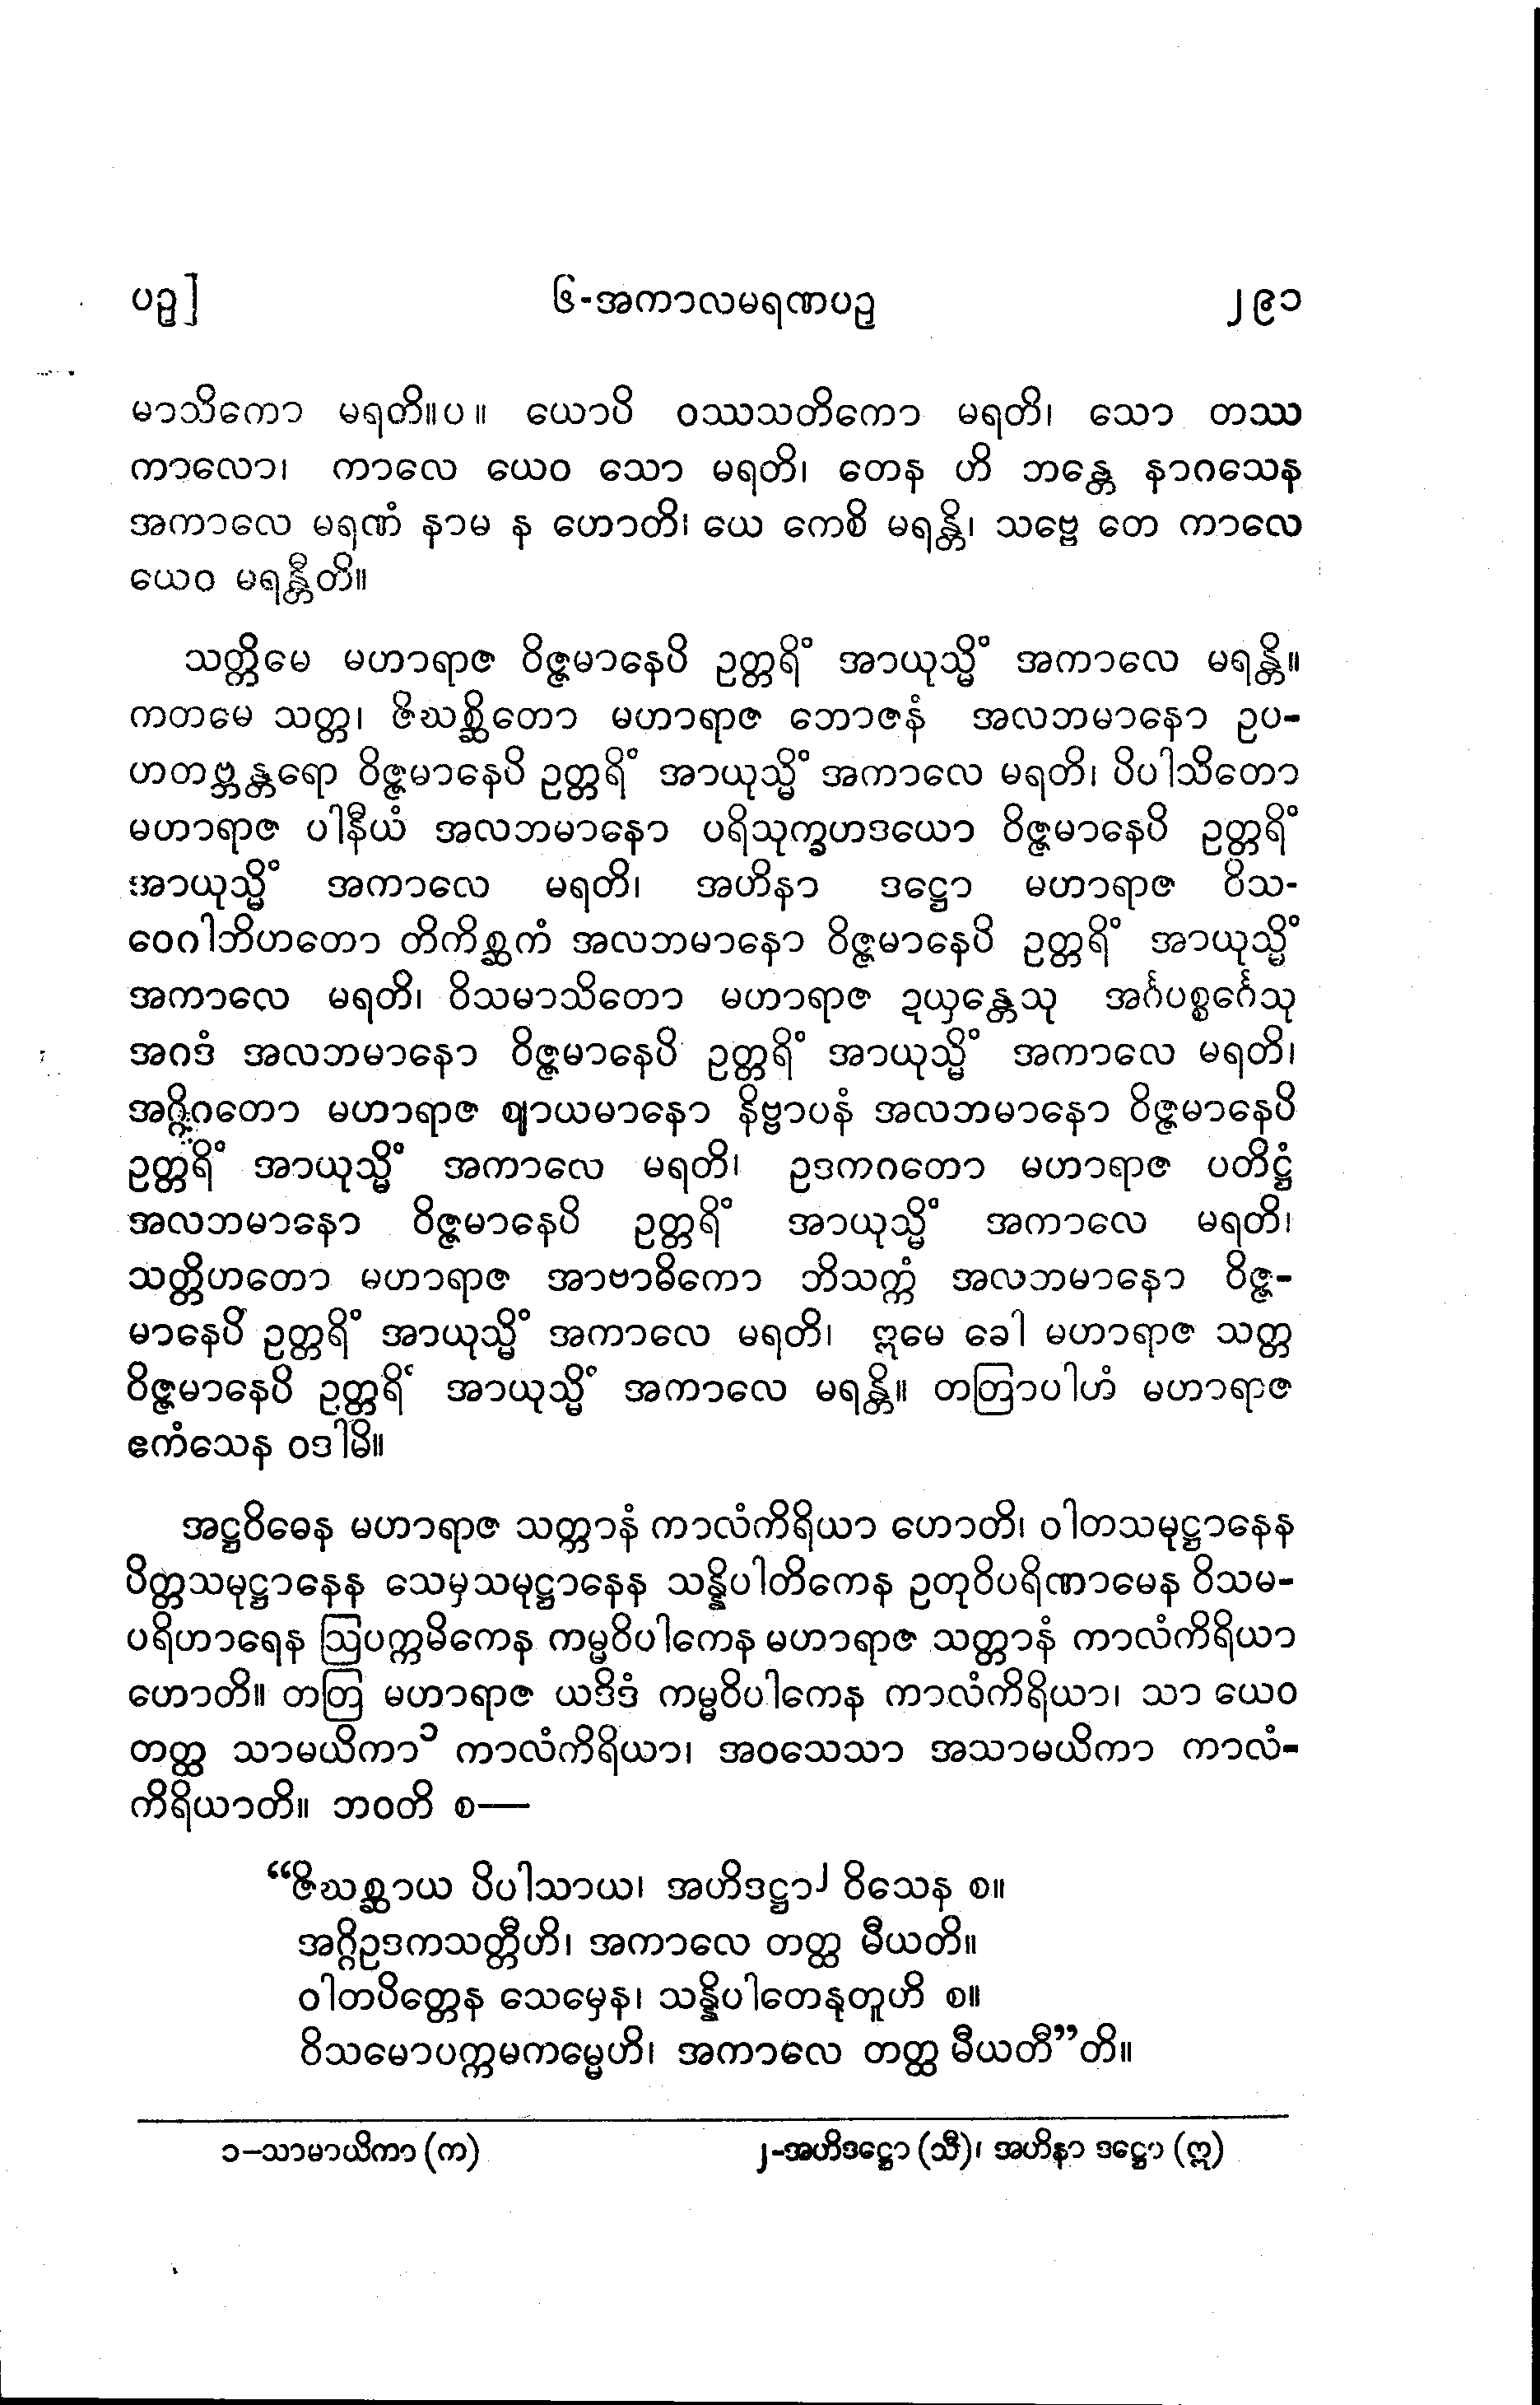 ပဉှ] ၆-အကာလမရဏပဉှ ၂၉၁
မာသိကော မရတိ။ပ။ ယောပိ ဝဿသတိကော မရတိ၊ သော တဿ
ကာလော၊ ကာလေ ယေဝ သော မရတိ၊ တေန ဟိ ဘန္တေ နာဂသေန
အကာလေ မရဏံ နာမ န ဟောတိ၊ ယေ ကေစိ မရန္တိ၊ သဗ္ဗေ တေ ကာလေ
ယေဝ မရန္တီတိ။
သတ္တိမေ မဟာရာဇ ဝိဇ္ဇမာနေပိ ဥတ္တရိံ အာယုသ္မိံ အကာလေ မရန္တိ။
ကတမေ သတ္တ၊ ဇိဃစ္ဆိတော မဟာရာဇ ဘောဇနံ အလဘမာနော ဥပ-
ဟတဗ္ဘန္တရော ဝိဇ္ဇမာနေပိ ဥတ္တရိံ အာယုသ္မိံ အကာလေ မရတိ၊ ပိပါသိတော
မဟာရာဇ ပါနီယံ အလဘမာနော ပရိသုက္ခဟဒယော ဝိဇ္ဇမာနေပိ ဥတ္တရိံ
အာယုသ္မိံ အကာလေ မရတိ၊ အဟိနာ ဒဋ္ဌော မဟာရာဇ ဝိသ-
ဝေဂါဘိဟတော တိကိစ္ဆကံ အလဘမာနော ဝိဇ္ဇမာနေပိ ဥတ္တရိံ အာယုသ္မိံ
အကာလေ မရတိ၊ ဝိသမာသိတော မဟာရာဇ ဍယှန္တေသု အင်္ဂပစ္စင်္ဂေသု
အဂဒံ အလဘမာနော ဝိဇ္ဇမာနေပိ ဥတ္တရိံ အာယုသ္မိံ အကာလေ မရတိ၊
အဂ္ဂိဂတော မဟာရာဇ ဈာယမာနော နိဗ္ဗာပနံ အလဘမာနော ဝိဇ္ဇမာနေပိ
ဥတ္တရိံ အာယုသ္မိံ အကာလေ မရတိ၊ ဥဒကဂတော မဟာရာဇ ပတိဋ္ဌံ
အလဘမာနော ဝိဇ္ဇမာနေပိ ဥတ္တရိံ အာယုသ္မိံ အကာလေ မရတိ၊
သတ္တိဟတော မဟာရာဇ အာဗာဓိကော ဘိသက္ကံ အလဘမာနော ဝိဇ္ဇ-
မာနေပိ ဥတ္တရိံ အာယုသ္မိံ အကာလေ မရတိ၊ ဣမေ ခေါ မဟာရာဇ သတ္တ
ဝိဇ္ဇမာနေပိ ဥတ္တရိံ အာယုသ္မိံ အကာလေ မရန္တိ။ တတြာပါဟံ မဟာရာဇ
ဧကံသေန ဝဒါမိ။
အဋ္ဌဝိဓေန မဟာရာဇ သတ္တာနံ ကာလံကိရိယာ ဟောတိ၊ ဝါတသမုဋ္ဌာနေန
ပိတ္တသမုဋ္ဌာနေန သေမှသမုဋ္ဌာနေန သန္နိပါတိကေန ဥတုဝိပရိဏာမေန ဝိသမ-
ပရိဟာရေန ဩပက္ကမိကေန ကမ္မဝိပါကေန မဟာရာဇ သတ္တာနံ ကာလံကိရိယာ
ဟောတိ။ တတြ မဟာရာဇ ယဒိဒံ ကမ္မဝိပါကေန ကာလံကိရိယာ၊ သာ ယေဝ
တတ္ထ သာမယိကာ၁ ကာလံကိရိယာ၊ အဝသေသာ အသာမယိကာ ကာလံ-
ကိရိယာတိ။ ဘဝတိ စ—
“ဇိဃစ္ဆာယ ပိပါသာယ၊ အဟိဒဋ္ဌာ၂ ဝိသေန စ။
အဂ္ဂိဥဒကသတ္တီဟိ၊ အကာလေ တတ္ထ မီယတိ။
ဝါတပိတ္တေန သေမှေန၊ သန္နိပါတေနုတူဟိ စ။
ဝိသမောပက္ကမကမ္မေဟိ၊ အကာလေ တတ္ထ မီယတီ”တိ။
၁–သာမာယိကာ (က) ၂-အဟိဒဋ္ဌော (သီ)၊ အဟိနာ ဒဋ္ဌော (ဣ)